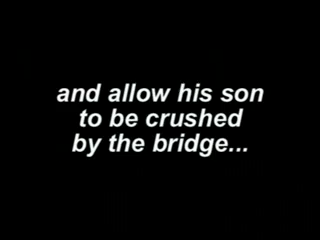 and allow his son
to be crushed
by the bridge...